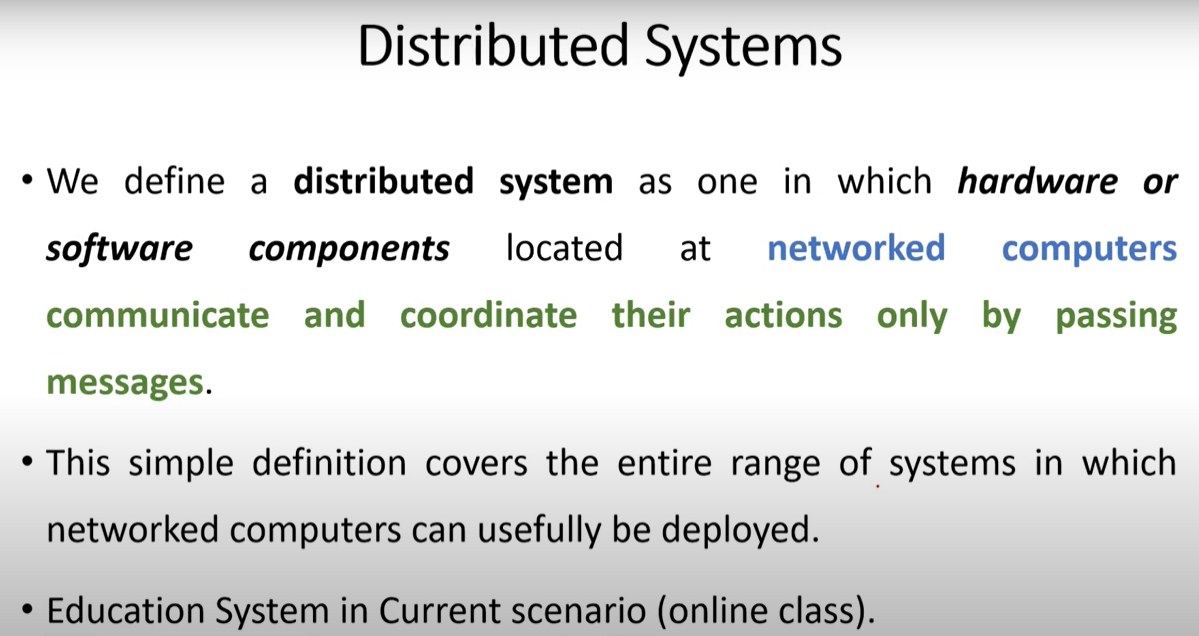 Distributed Systems
• We define a distributed system as one in which hardware or
software components located at networked computers
communicate and coordinate their actions only by passing
messages.
• This simple definition covers the entire range of systems in which
networked computers can usefully be deployed.
• Education System in Current scenario (online class).